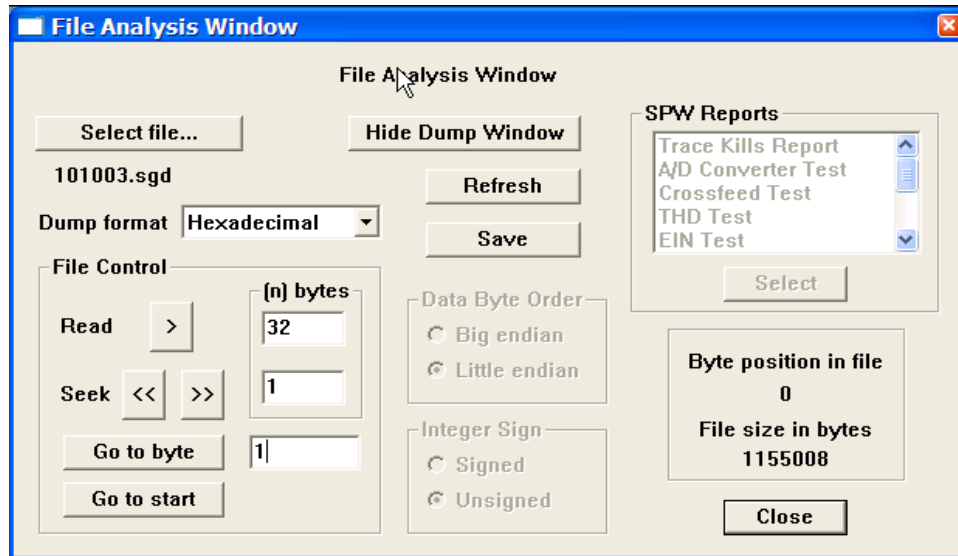 File Analysis Window
File Analysis Window
Select file...
101003.sgd
Dump format Hexadecimal
Hide Dump Window
Refresh
Save
File Control
(n) bytes
Read > 32
Seek << >> 1
Go to byte 1
Go to start
Data Byte Order
Big endian
Little endian
Integer Sign
Signed
Unsigned
SPW Reports
Trace Kills Report
A/D Converter Test
Crossfeed Test
THD Test
EIN Test
Select
Byte position in file
0
File size in bytes
1155008
Close